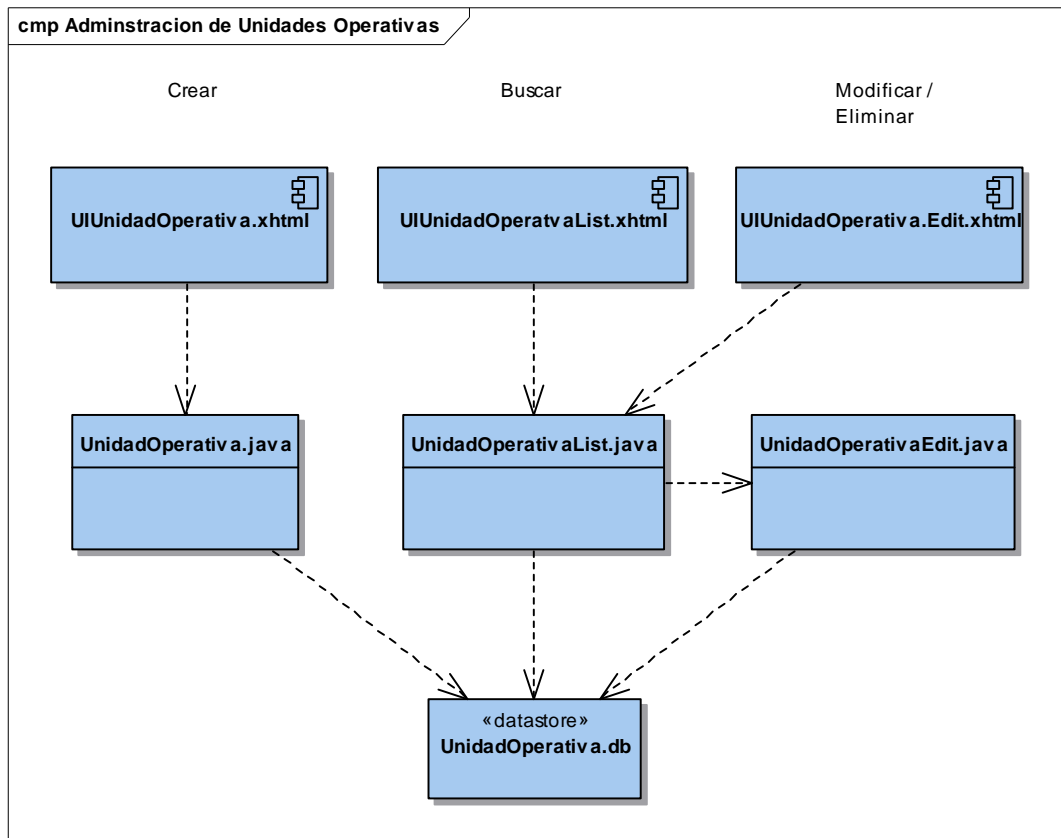 cmp Adminstracion de Unidades Operativas
Crear
Buscar
Modificar /
Eliminar
UIUnidadOperativa.xhtml
UIUnidadOperatvaList.xhtml
UIUnidadOperativa.Edit.xhtml
UnidadOperativa.java
UnidadOperativaList.java
UnidadOperativaEdit.java
«datastore»
UnidadOperativa.db